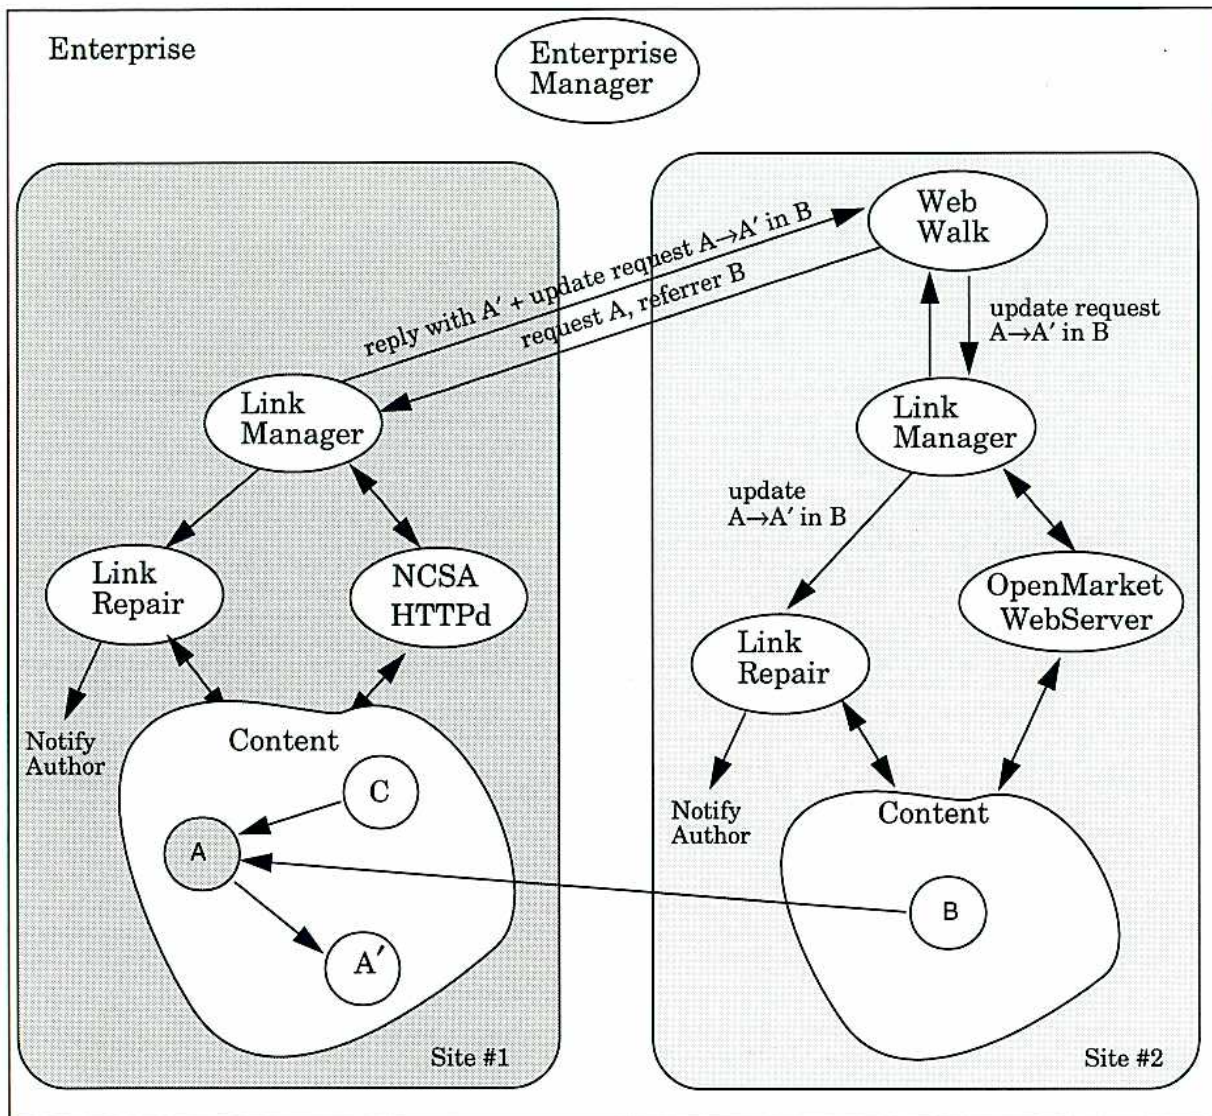 Enterprise
Enterprise
Manager
Web
Walk
reply with A′ + update request A→A′ in B
request A, referrer B
update request
A→A′ in B
Link
Manager
Link
Manager
update
A→A′ in B
Link
Repair
NCSA
HTTPd
OpenMarket
WebServer
Link
Repair
Notify
Author
Content
C
A
A′
Notify
Author
Content
B
Site #1
Site #2